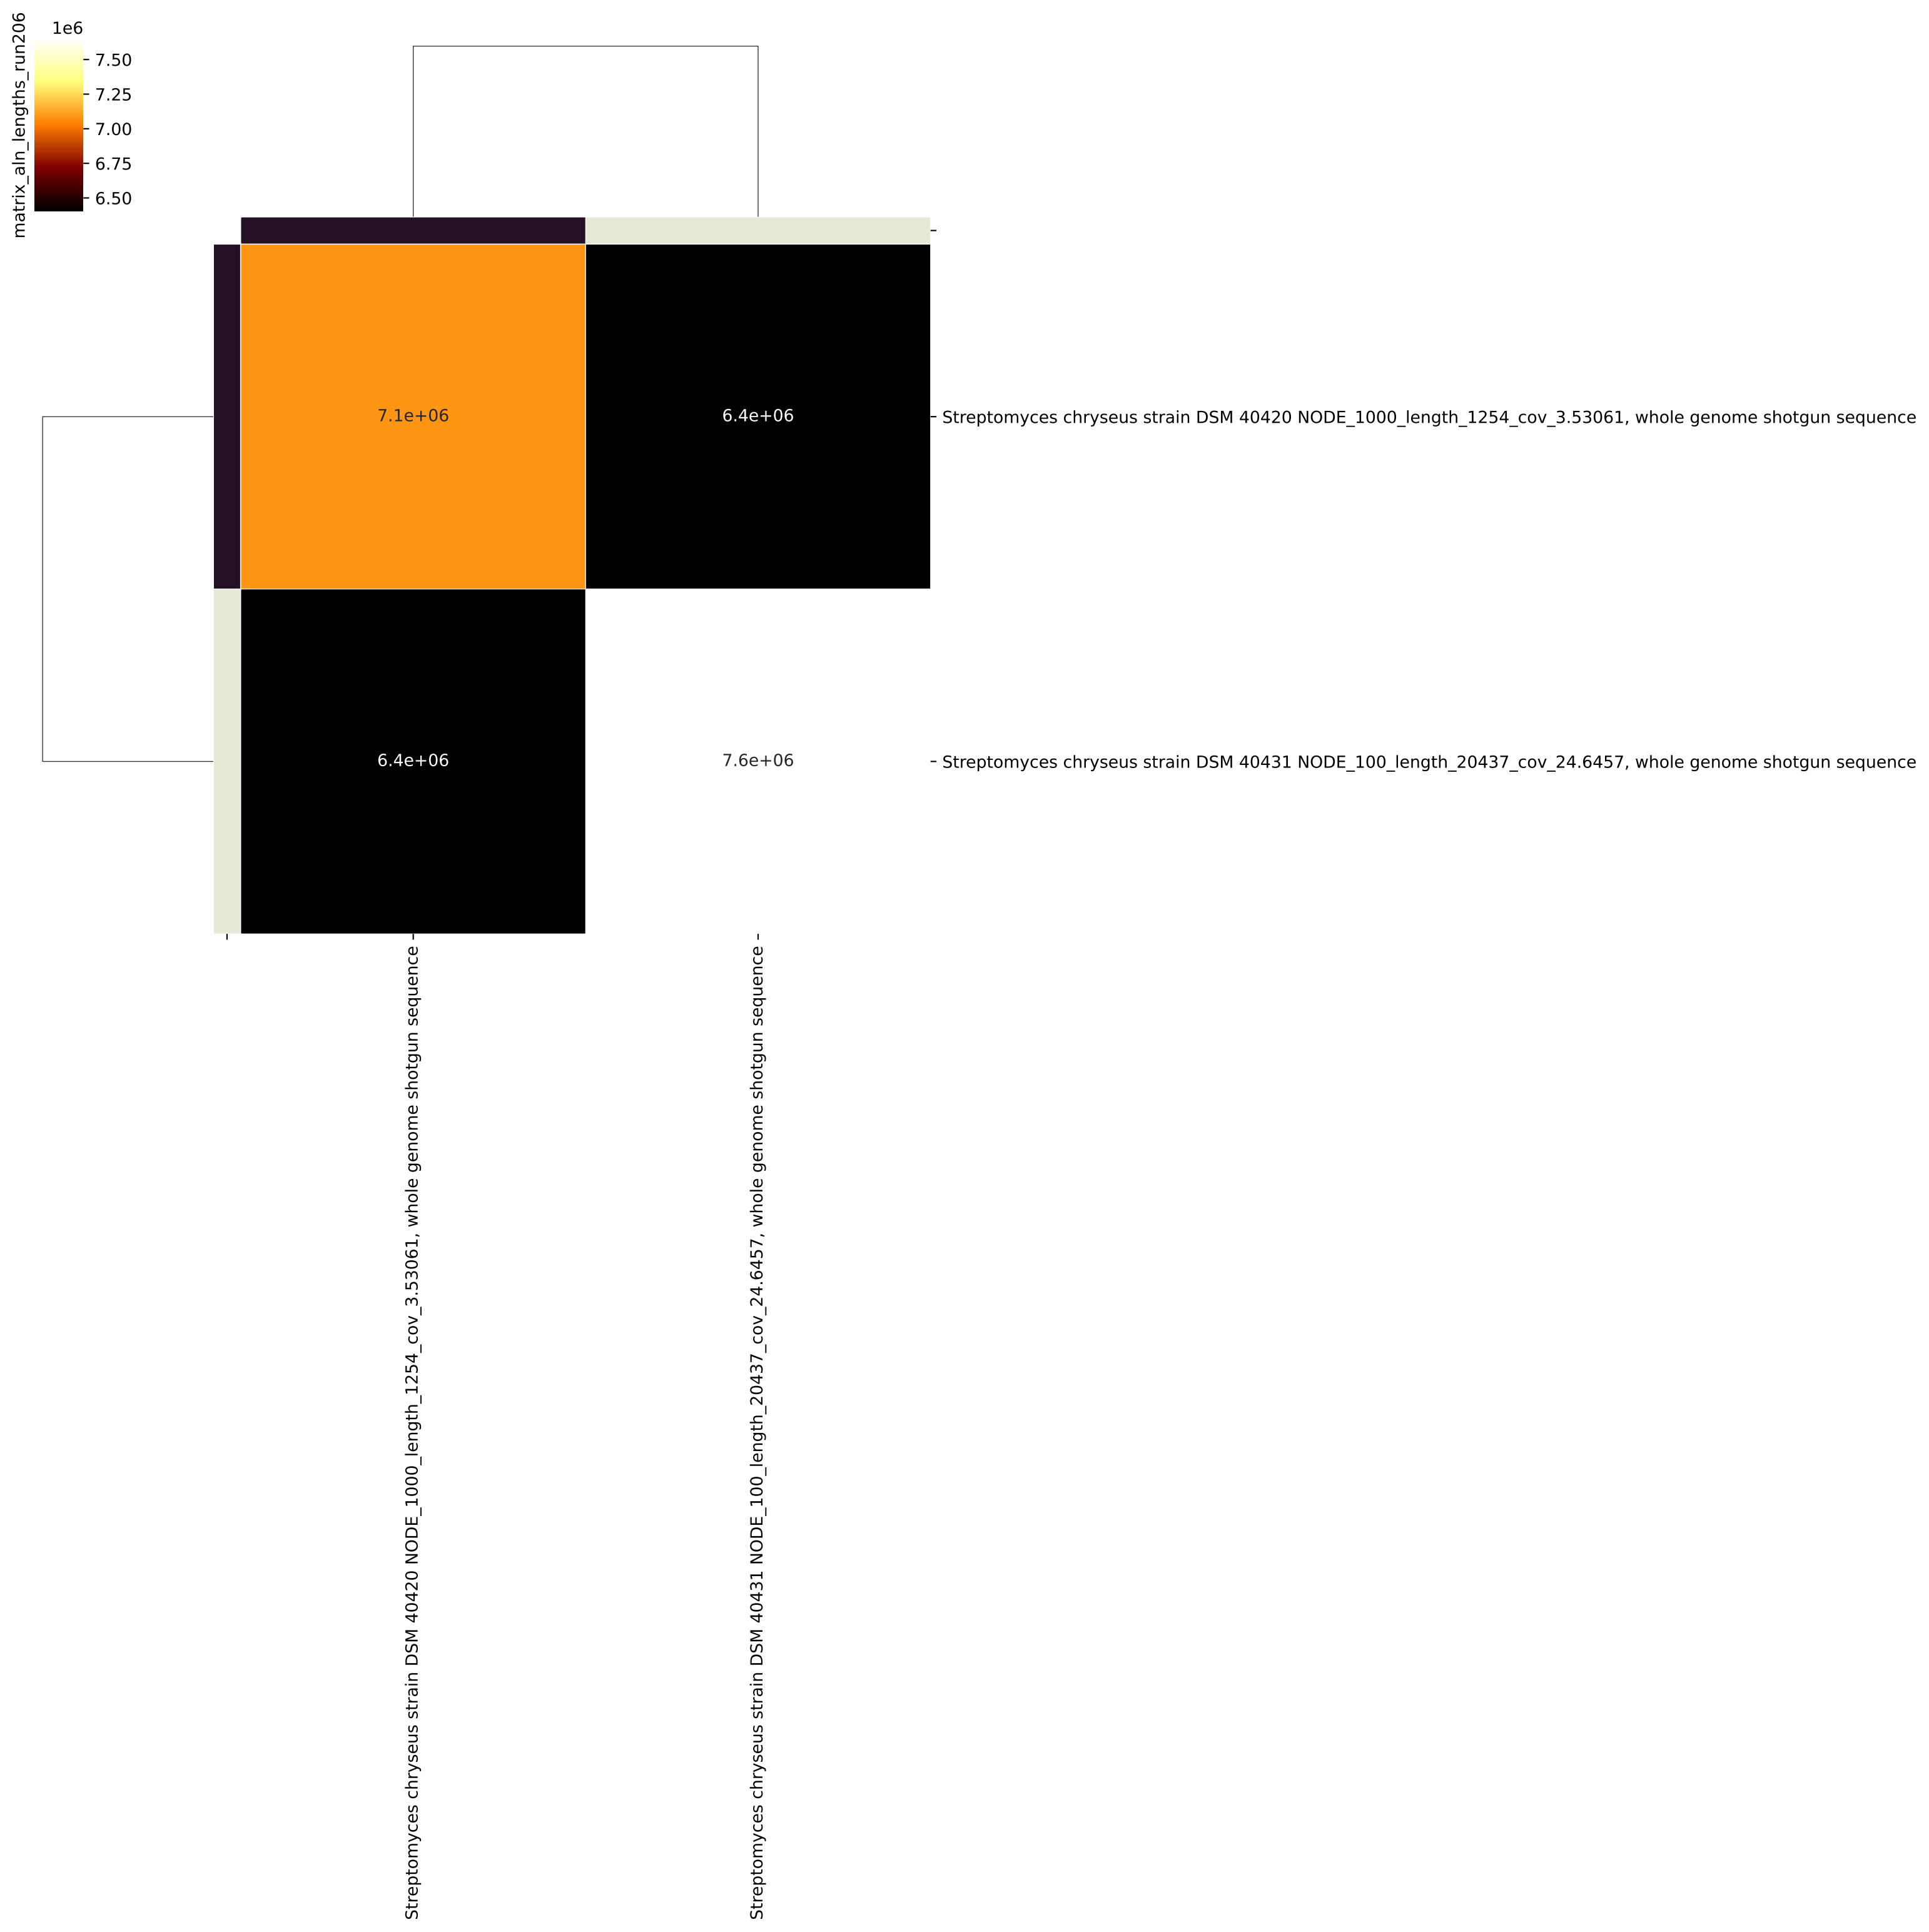 matrix_aln_lengths_run206
1e6
7.50
7.25
7.00
6.75
6.50
7.1e+06
6.4e+06
Streptomyces chryseus strain DSM 40420 NODE_1000_length_1254_cov_3.53061, whole genome shotgun sequence
6.4e+06
7.6e+06
Streptomyces chryseus strain DSM 40431 NODE_100_length_20437_cov_24.6457, whole genome shotgun sequence
Streptomyces chryseus strain DSM 40420 NODE_1000_length_1254_cov_3.53061, whole genome shotgun sequence
Streptomyces chryseus strain DSM 40431 NODE_100_length_20437_cov_24.6457, whole genome shotgun sequence